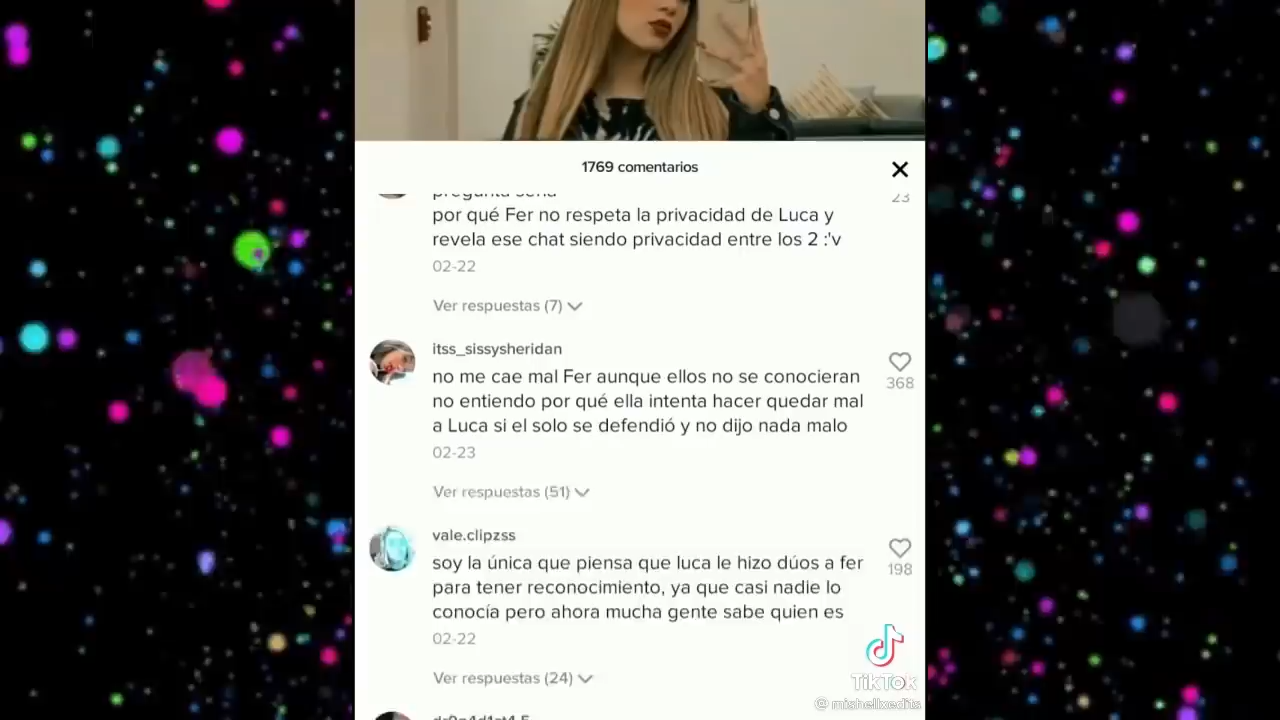 1769 comentarios
pregunta seria
23
por qué Fer no respeta la privacidad de Luca y
revela ese chat siendo privacidad entre los 2 :'v
02-22
Ver respuestas (7)
itss_sissysheridan
no me cae mal Fer aunque ellos no se conocieran
no entiendo por qué ella intenta hacer quedar mal
a Luca si el solo se defendió y no dijo nada malo
368
02-23
Ver respuestas (51)
vale.clipzss
soy la única que piensa que luca le hizo dúos a fer
para tener reconocimiento, ya que casi nadie lo
conocía pero ahora mucha gente sabe quien es
198
02-22
Ver respuestas (24)
TikTok
@mishellxedits